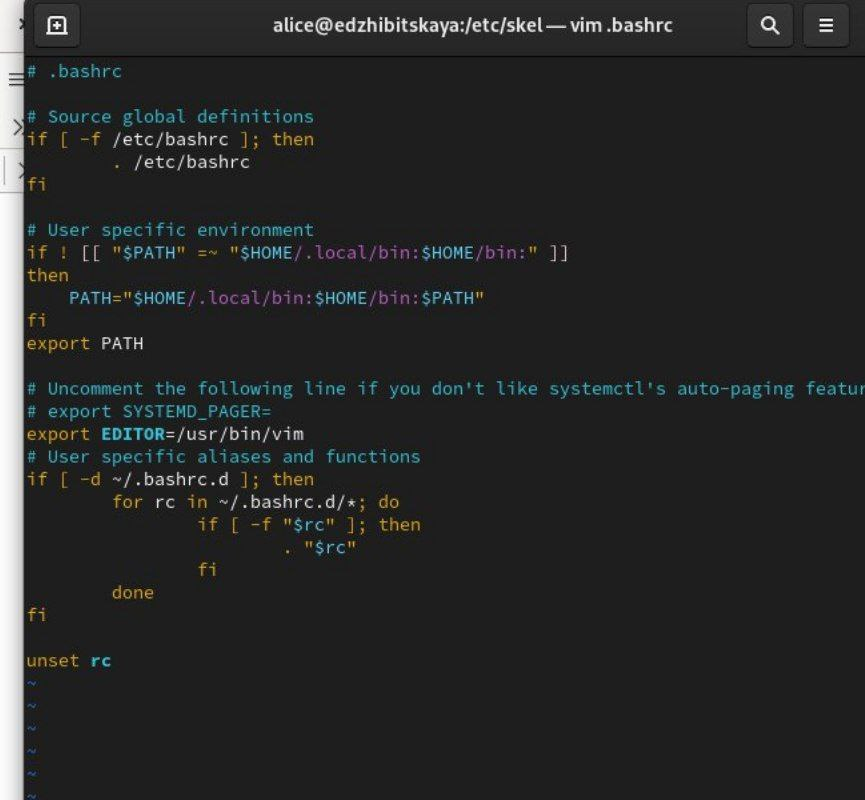 alice@edzhibitskaya:/etc/skel — vim .bashrc
# .bashrc

# Source global definitions
if [ -f /etc/bashrc ]; then
        . /etc/bashrc
fi

# User specific environment
if ! [[ "$PATH" =~ "$HOME/.local/bin:$HOME/bin:" ]]
then
    PATH="$HOME/.local/bin:$HOME/bin:$PATH"
fi
export PATH

# Uncomment the following line if you don't like systemctl's auto-paging featur
# export SYSTEMD_PAGER=
export EDITOR=/usr/bin/vim
# User specific aliases and functions
if [ -d ~/.bashrc.d ]; then
        for rc in ~/.bashrc.d/*; do
                if [ -f "$rc" ]; then
                        . "$rc"
                fi
        done
fi

unset rc
~
~
~
~
~
~